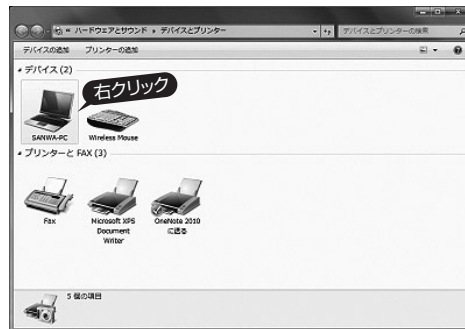 « ハードウェアとサウンド ▸ デバイスとプリンター
デバイスとプリンターの検索
デバイスの追加 プリンターの追加
デバイス (2)
右クリック
SANWA-PC
Wireless Mouse
プリンターと FAX (3)
Fax
Microsoft XPS
Document
Writer
OneNote 2010
に送る
5 個の項目